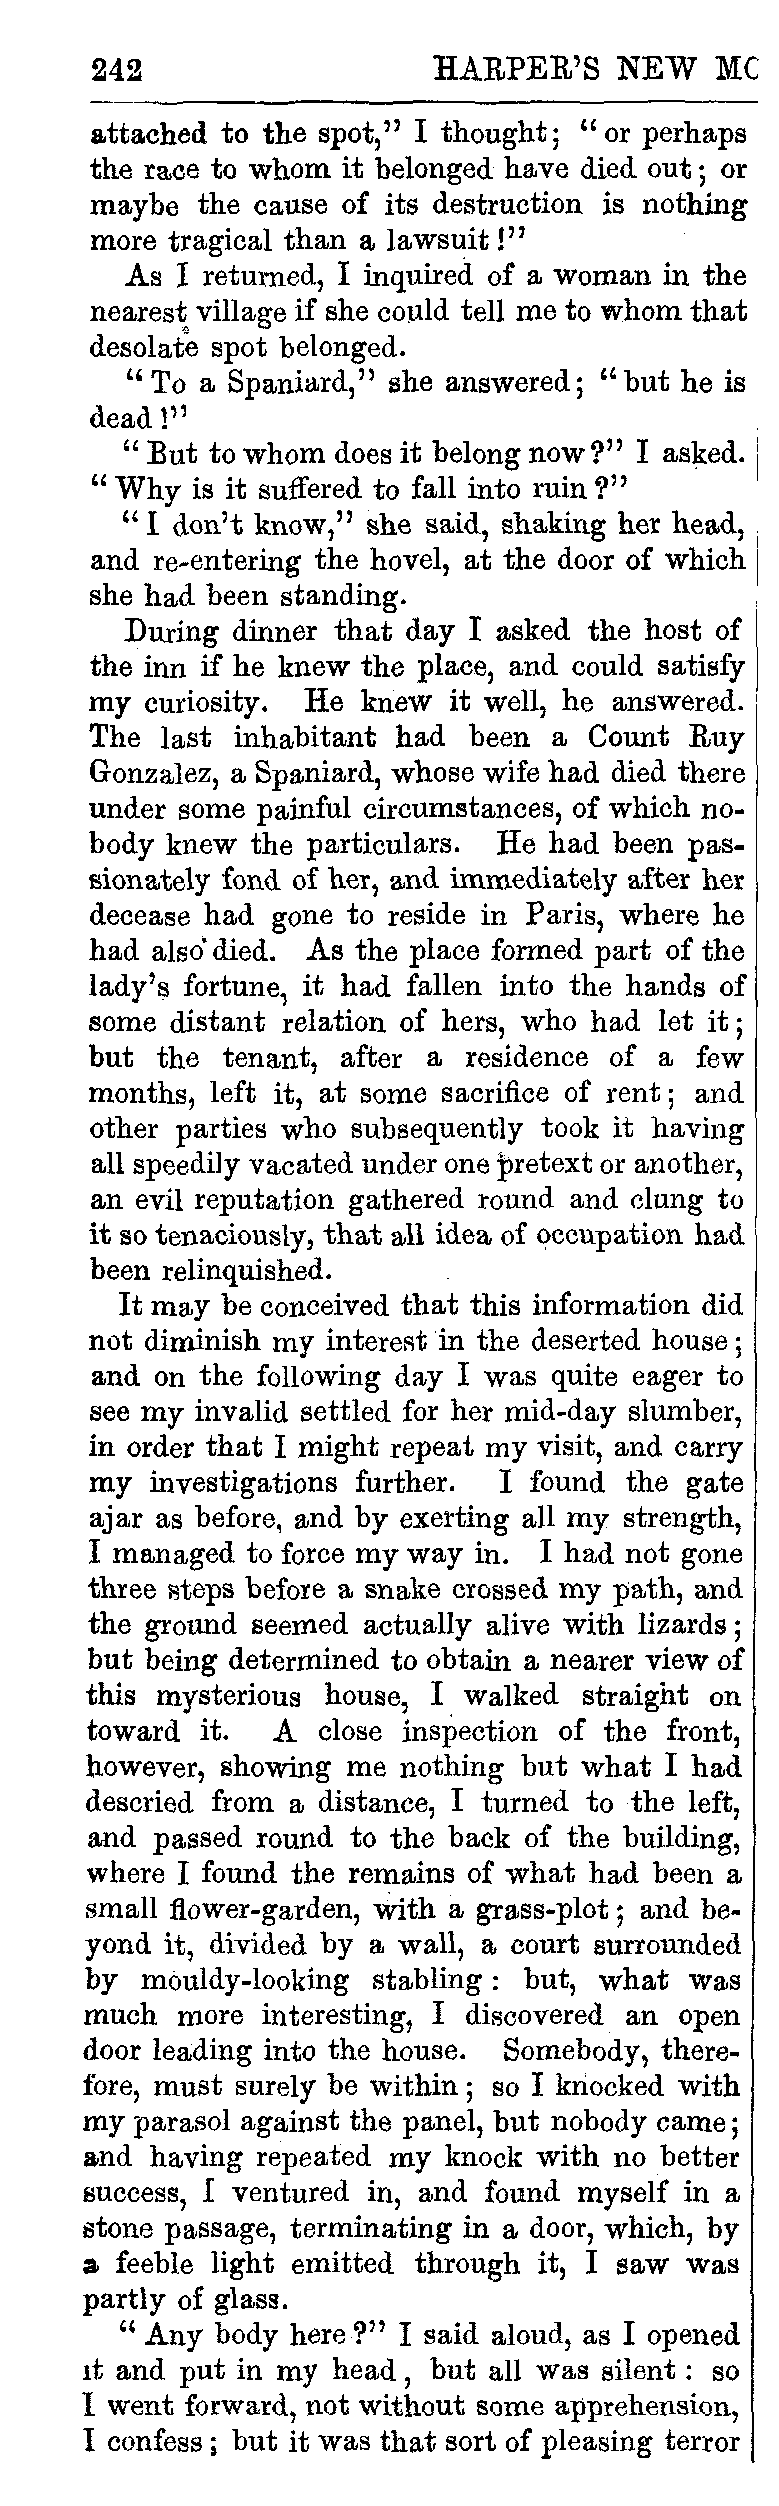 242 HARPER'S NEW MO
attached to the spot," I thought; "or perhaps
the race to whom it belonged have died out; or
maybe the cause of its destruction is nothing
more tragical than a lawsuit!"
As I returned, I inquired of a woman in the
nearest village if she could tell me to whom that
desolate spot belonged.
"To a Spaniard," she answered; "but he is
dead!"
"But to whom does it belong now?" I asked.
"Why is it suffered to fall into ruin?"
"I don't know," she said, shaking her head,
and re-entering the hovel, at the door of which
she had been standing.
During dinner that day I asked the host of
the inn if he knew the place, and could satisfy
my curiosity. He knew it well, he answered.
The last inhabitant had been a Count Ruy
Gonzalez, a Spaniard, whose wife had died there
under some painful circumstances, of which no-
body knew the particulars. He had been pas-
sionately fond of her, and immediately after her
decease had gone to reside in Paris, where he
had also died. As the place formed part of the
lady's fortune, it had fallen into the hands of
some distant relation of hers, who had let it;
but the tenant, after a residence of a few
months, left it, at some sacrifice of rent; and
other parties who subsequently took it having
all speedily vacated under one pretext or another,
an evil reputation gathered round and clung to
it so tenaciously, that all idea of occupation had
been relinquished.
It may be conceived that this information did
not diminish my interest in the deserted house;
and on the following day I was quite eager to
see my invalid settled for her mid-day slumber,
in order that I might repeat my visit, and carry
my investigations further. I found the gate
ajar as before, and by exerting all my strength,
I managed to force my way in. I had not gone
three steps before a snake crossed my path, and
the ground seemed actually alive with lizards;
but being determined to obtain a nearer view of
this mysterious house, I walked straight on
toward it. A close inspection of the front,
however, showing me nothing but what I had
descried from a distance, I turned to the left,
and passed round to the back of the building,
where I found the remains of what had been a
small flower-garden, with a grass-plot; and be-
yond it, divided by a wall, a court surrounded
by mouldy-looking stabling: but, what was
much more interesting, I discovered an open
door leading into the house. Somebody, there-
fore, must surely be within; so I knocked with
my parasol against the panel, but nobody came;
and having repeated my knock with no better
success, I ventured in, and found myself in a
stone passage, terminating in a door, which, by
a feeble light emitted through it, I saw was
partly of glass.
"Any body here?" I said aloud, as I opened
it and put in my head, but all was silent: so
I went forward, not without some apprehension,
I confess; but it was that sort of pleasing terror